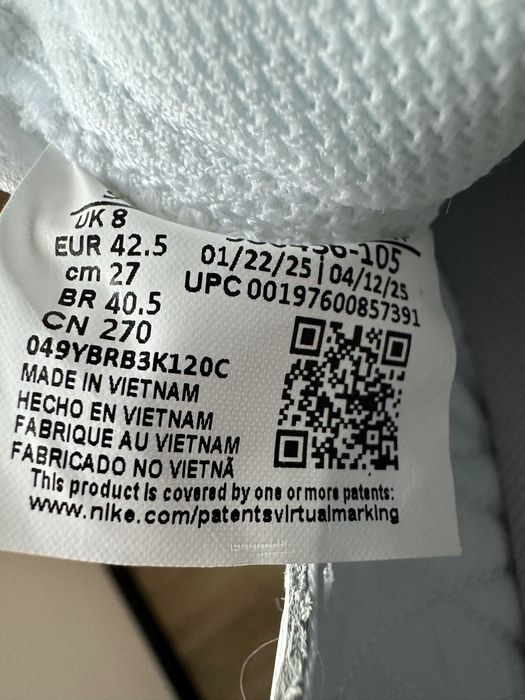 UK 8
EUR 42.5
cm 27
BR 40.5
CN 270
049YBRB3K120C
MADE IN VIETNAM
HECHO EN VIETNAM
FABRIQUE AU VIETNAM
FABRICADO NO VIETNÃ
-105
01/22/25 | 04/12/25
UPC 00197600857391
This product is covered by one or more patents:
www.nike.com/patentsvirtualmarking